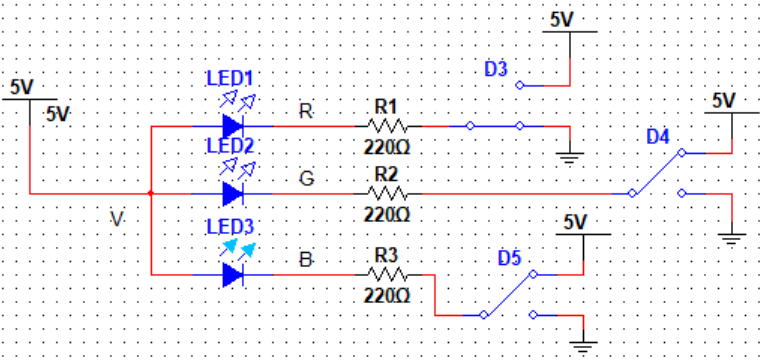 5V
D3
5V
5V
LED1
R
R1
220Ω
5V
D4
LED2
G
R2
220Ω
V
LED3
B
R3
220Ω
5V
D5